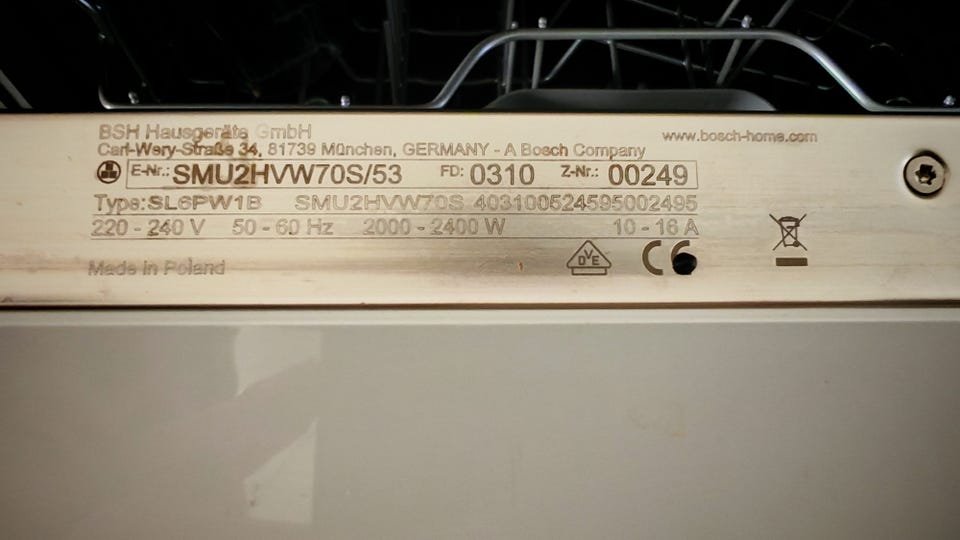 BSH Hausgeräte GmbH
www.bosch-home.com
Carl-Wery-Straße 34, 81739 München, GERMANY - A Bosch Company
E-Nr.: SMU2HVW70S/53 FD: 0310 Z-Nr.: 00249
Type:SL6PW1B SMU2HVW70S 403100524595002495
220 - 240 V 50 - 60 Hz 2000 - 2400 W 10 - 16 A
Made in Poland
DVE
CE